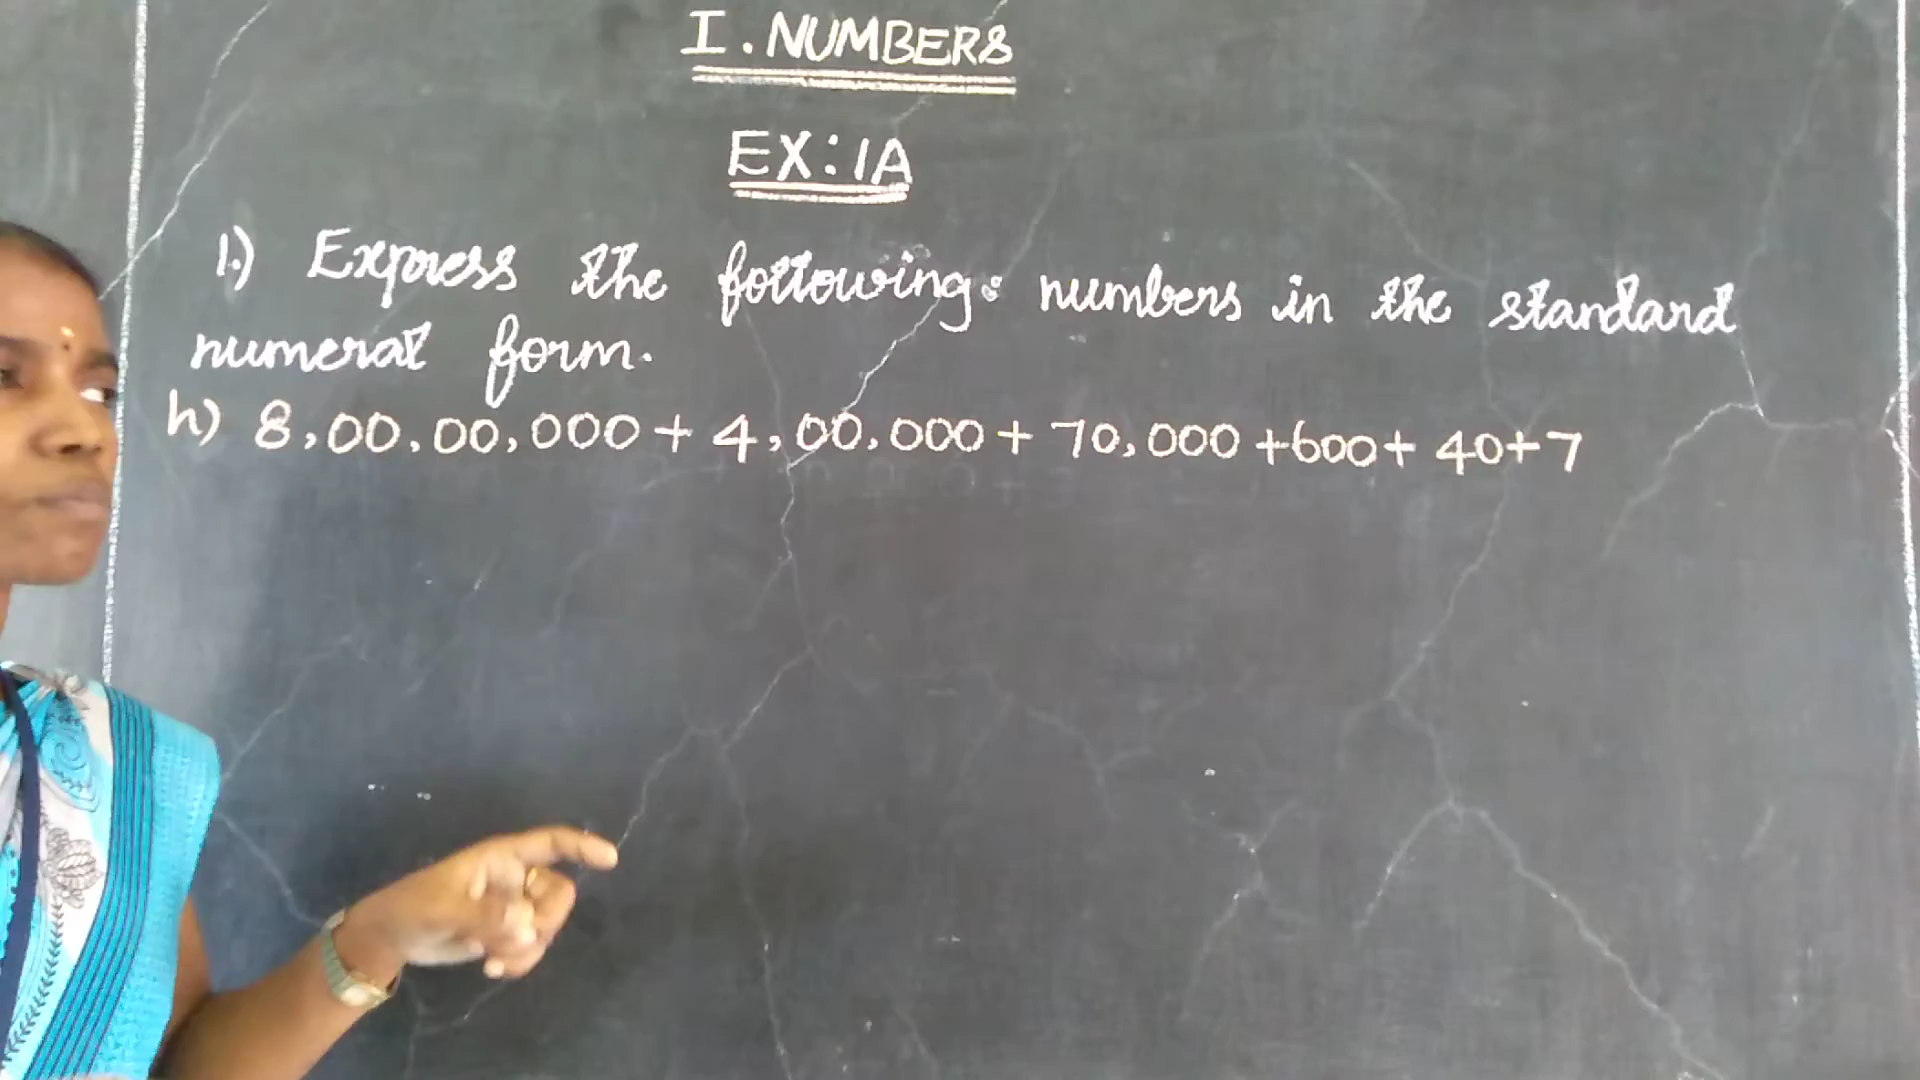 I. NUMBERS
EX: 1A
1.) Express the following numbers in the standard
numeral form.
h) 8,00,00,000 + 4,00,000 + 70,000 + 600 + 40 + 7